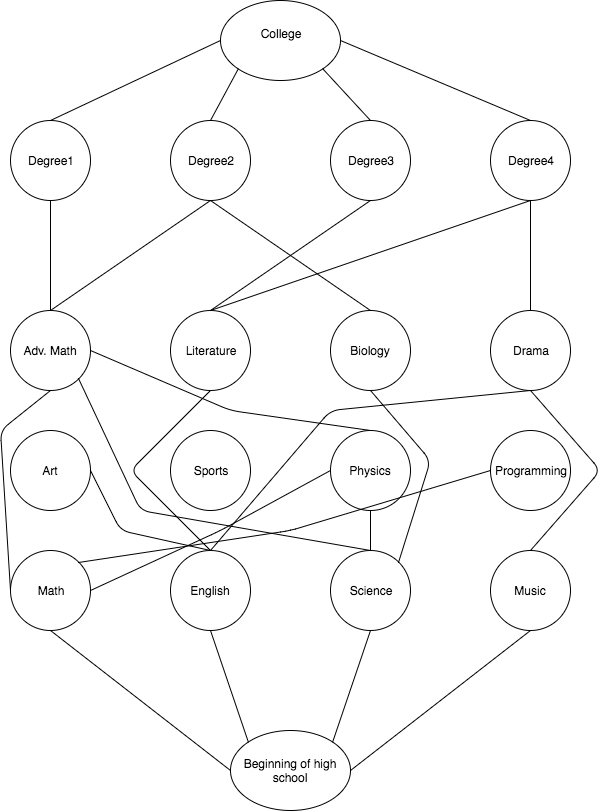 College
Degree1
Degree2
Degree3
Degree4
Adv. Math
Literature
Biology
Drama
Art
Sports
Physics
Programming
Math
English
Science
Music
Beginning of high
school